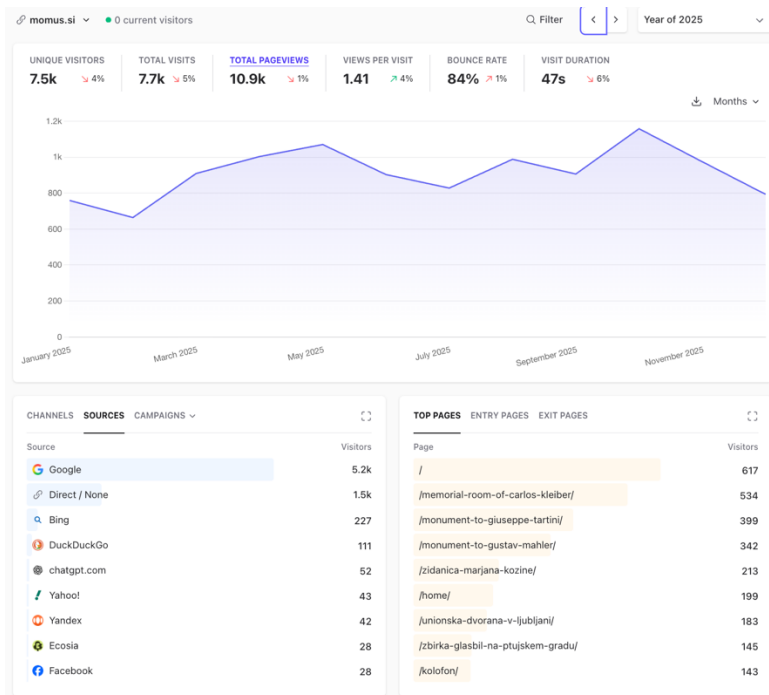 momus.si 0 current visitors Filter Year of 2025
UNIQUE VISITORS TOTAL VISITS TOTAL PAGEVIEWS VIEWS PER VISIT BOUNCE RATE VISIT DURATION
7.5k 4% 7.7k 5% 10.9k 1% 1.41 4% 84% 1% 47s 6%
Months
1.2k
1k
800
600
400
200
0
January 2025 March 2025 May 2025 July 2025 September 2025 November 2025
CHANNELS SOURCES CAMPAIGNS
Source Visitors
Google 5.2k
Direct / None 1.5k
Bing 227
DuckDuckGo 111
chatgpt.com 52
Yahoo! 43
Yandex 42
Ecosia 28
Facebook 28
TOP PAGES ENTRY PAGES EXIT PAGES
Page Visitors
/ 617
/memorial-room-of-carlos-kleiber/ 534
/monument-to-giuseppe-tartini/ 399
/monument-to-gustav-mahler/ 342
/zidanica-marjana-kozine/ 213
/home/ 199
/unionska-dvorana-v-ljubljani/ 183
/zbirka-glasbil-na-ptujskem-gradu/ 145
/kolofon/ 143